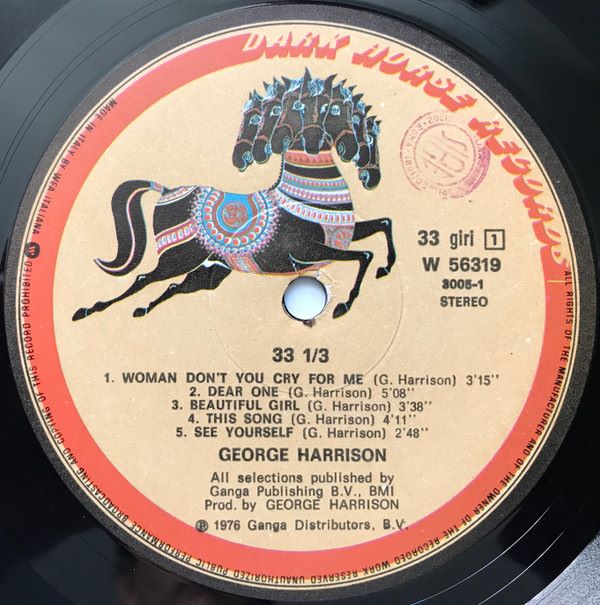 DARK HORSE RECORDS
33 giri 1
W 56319
3005-1
STEREO
33 1/3
1. WOMAN DON'T YOU CRY FOR ME (G. Harrison) 3'15''
2. DEAR ONE (G. Harrison) 5'08''
3. BEAUTIFUL GIRL (G. Harrison) 3'38''
4. THIS SONG (G. Harrison) 4'11''
5. SEE YOURSELF (G. Harrison) 2'48''
GEORGE HARRISON
All selections published by
Ganga Publishing B.V., BMI
Prod. by GEORGE HARRISON
℗ 1976 Ganga Distributors, B.V.
MADE IN ITALY BY WEA ITALIANA
ALL RIGHTS OF THE MANUFACTURER AND OF THE OWNER OF THE RECORDED WORK RESERVED UNAUTHORIZED PUBLIC PERFORMANCE BROADCASTING AND COPYING OF THIS RECORD PROHIBITED